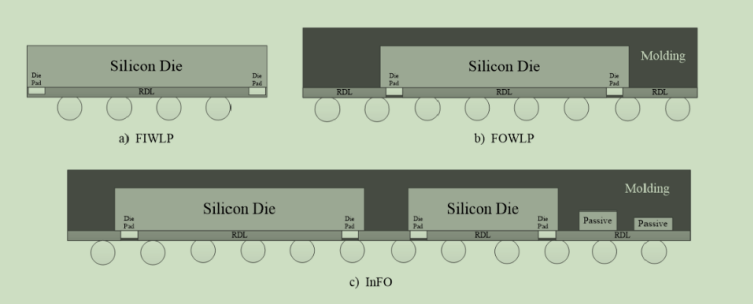 Silicon Die
Die Pad
Die Pad
RDL
a) FIWLP
Molding
Silicon Die
Die Pad
Die Pad
RDL
RDL
RDL
b) FOWLP
Molding
Silicon Die
Silicon Die
Die Pad
Die Pad
Die Pad
Die Pad
Passive
Passive
RDL
RDL
RDL
c) InFO